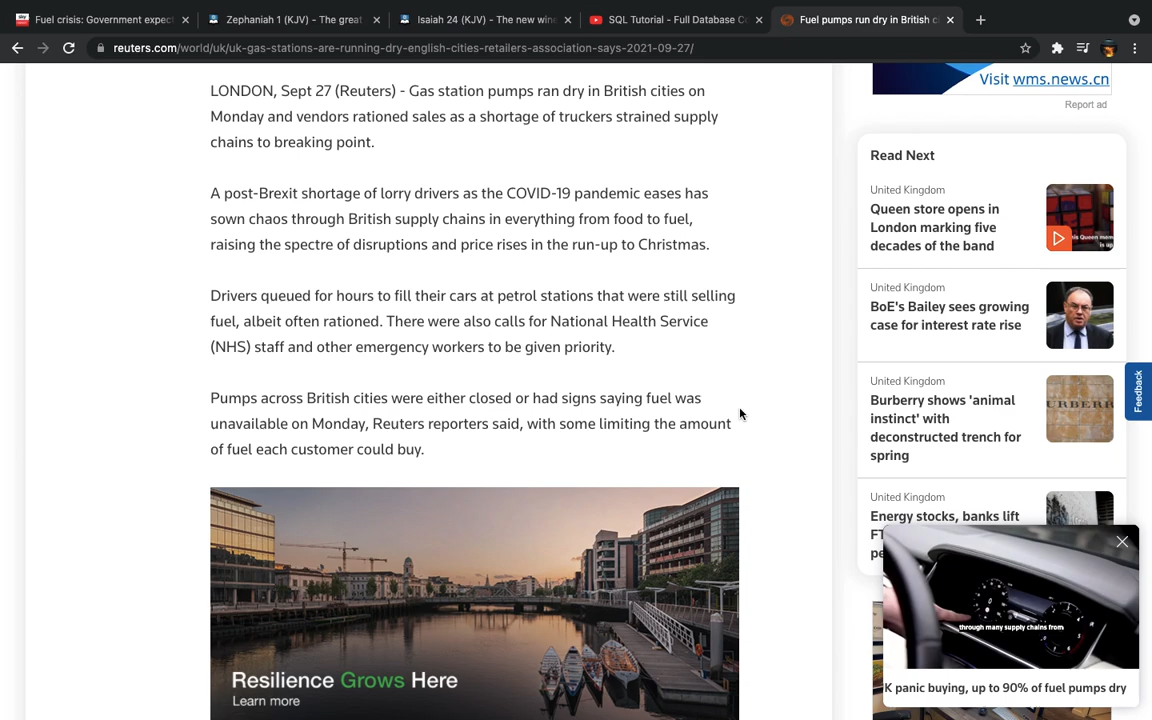 Fuel crisis: Government expec
Zephaniah 1 (KJV) - The great
Isaiah 24 (KJV) - The new wine
SQL Tutorial - Full Database Co
Fuel pumps run dry in British c
reuters.com/world/uk/uk-gas-stations-are-running-dry-english-cities-retailers-association-says-2021-09-27/
Visit wms.news.cn
Report ad
LONDON, Sept 27 (Reuters) - Gas station pumps ran dry in British cities on
Monday and vendors rationed sales as a shortage of truckers strained supply
chains to breaking point.
A post-Brexit shortage of lorry drivers as the COVID-19 pandemic eases has
sown chaos through British supply chains in everything from food to fuel,
raising the spectre of disruptions and price rises in the run-up to Christmas.
Drivers queued for hours to fill their cars at petrol stations that were still selling
fuel, albeit often rationed. There were also calls for National Health Service
(NHS) staff and other emergency workers to be given priority.
Pumps across British cities were either closed or had signs saying fuel was
unavailable on Monday, Reuters reporters said, with some limiting the amount
of fuel each customer could buy.
Resilience Grows Here
Learn more
Read Next
United Kingdom
Queen store opens in
London marking five
decades of the band
United Kingdom
BoE's Bailey sees growing
case for interest rate rise
United Kingdom
Burberry shows 'animal
instinct' with
deconstructed trench for
spring
United Kingdom
Energy stocks, banks lift
FT
pe
through many supply chains from
K panic buying, up to 90% of fuel pumps dry
Feedback